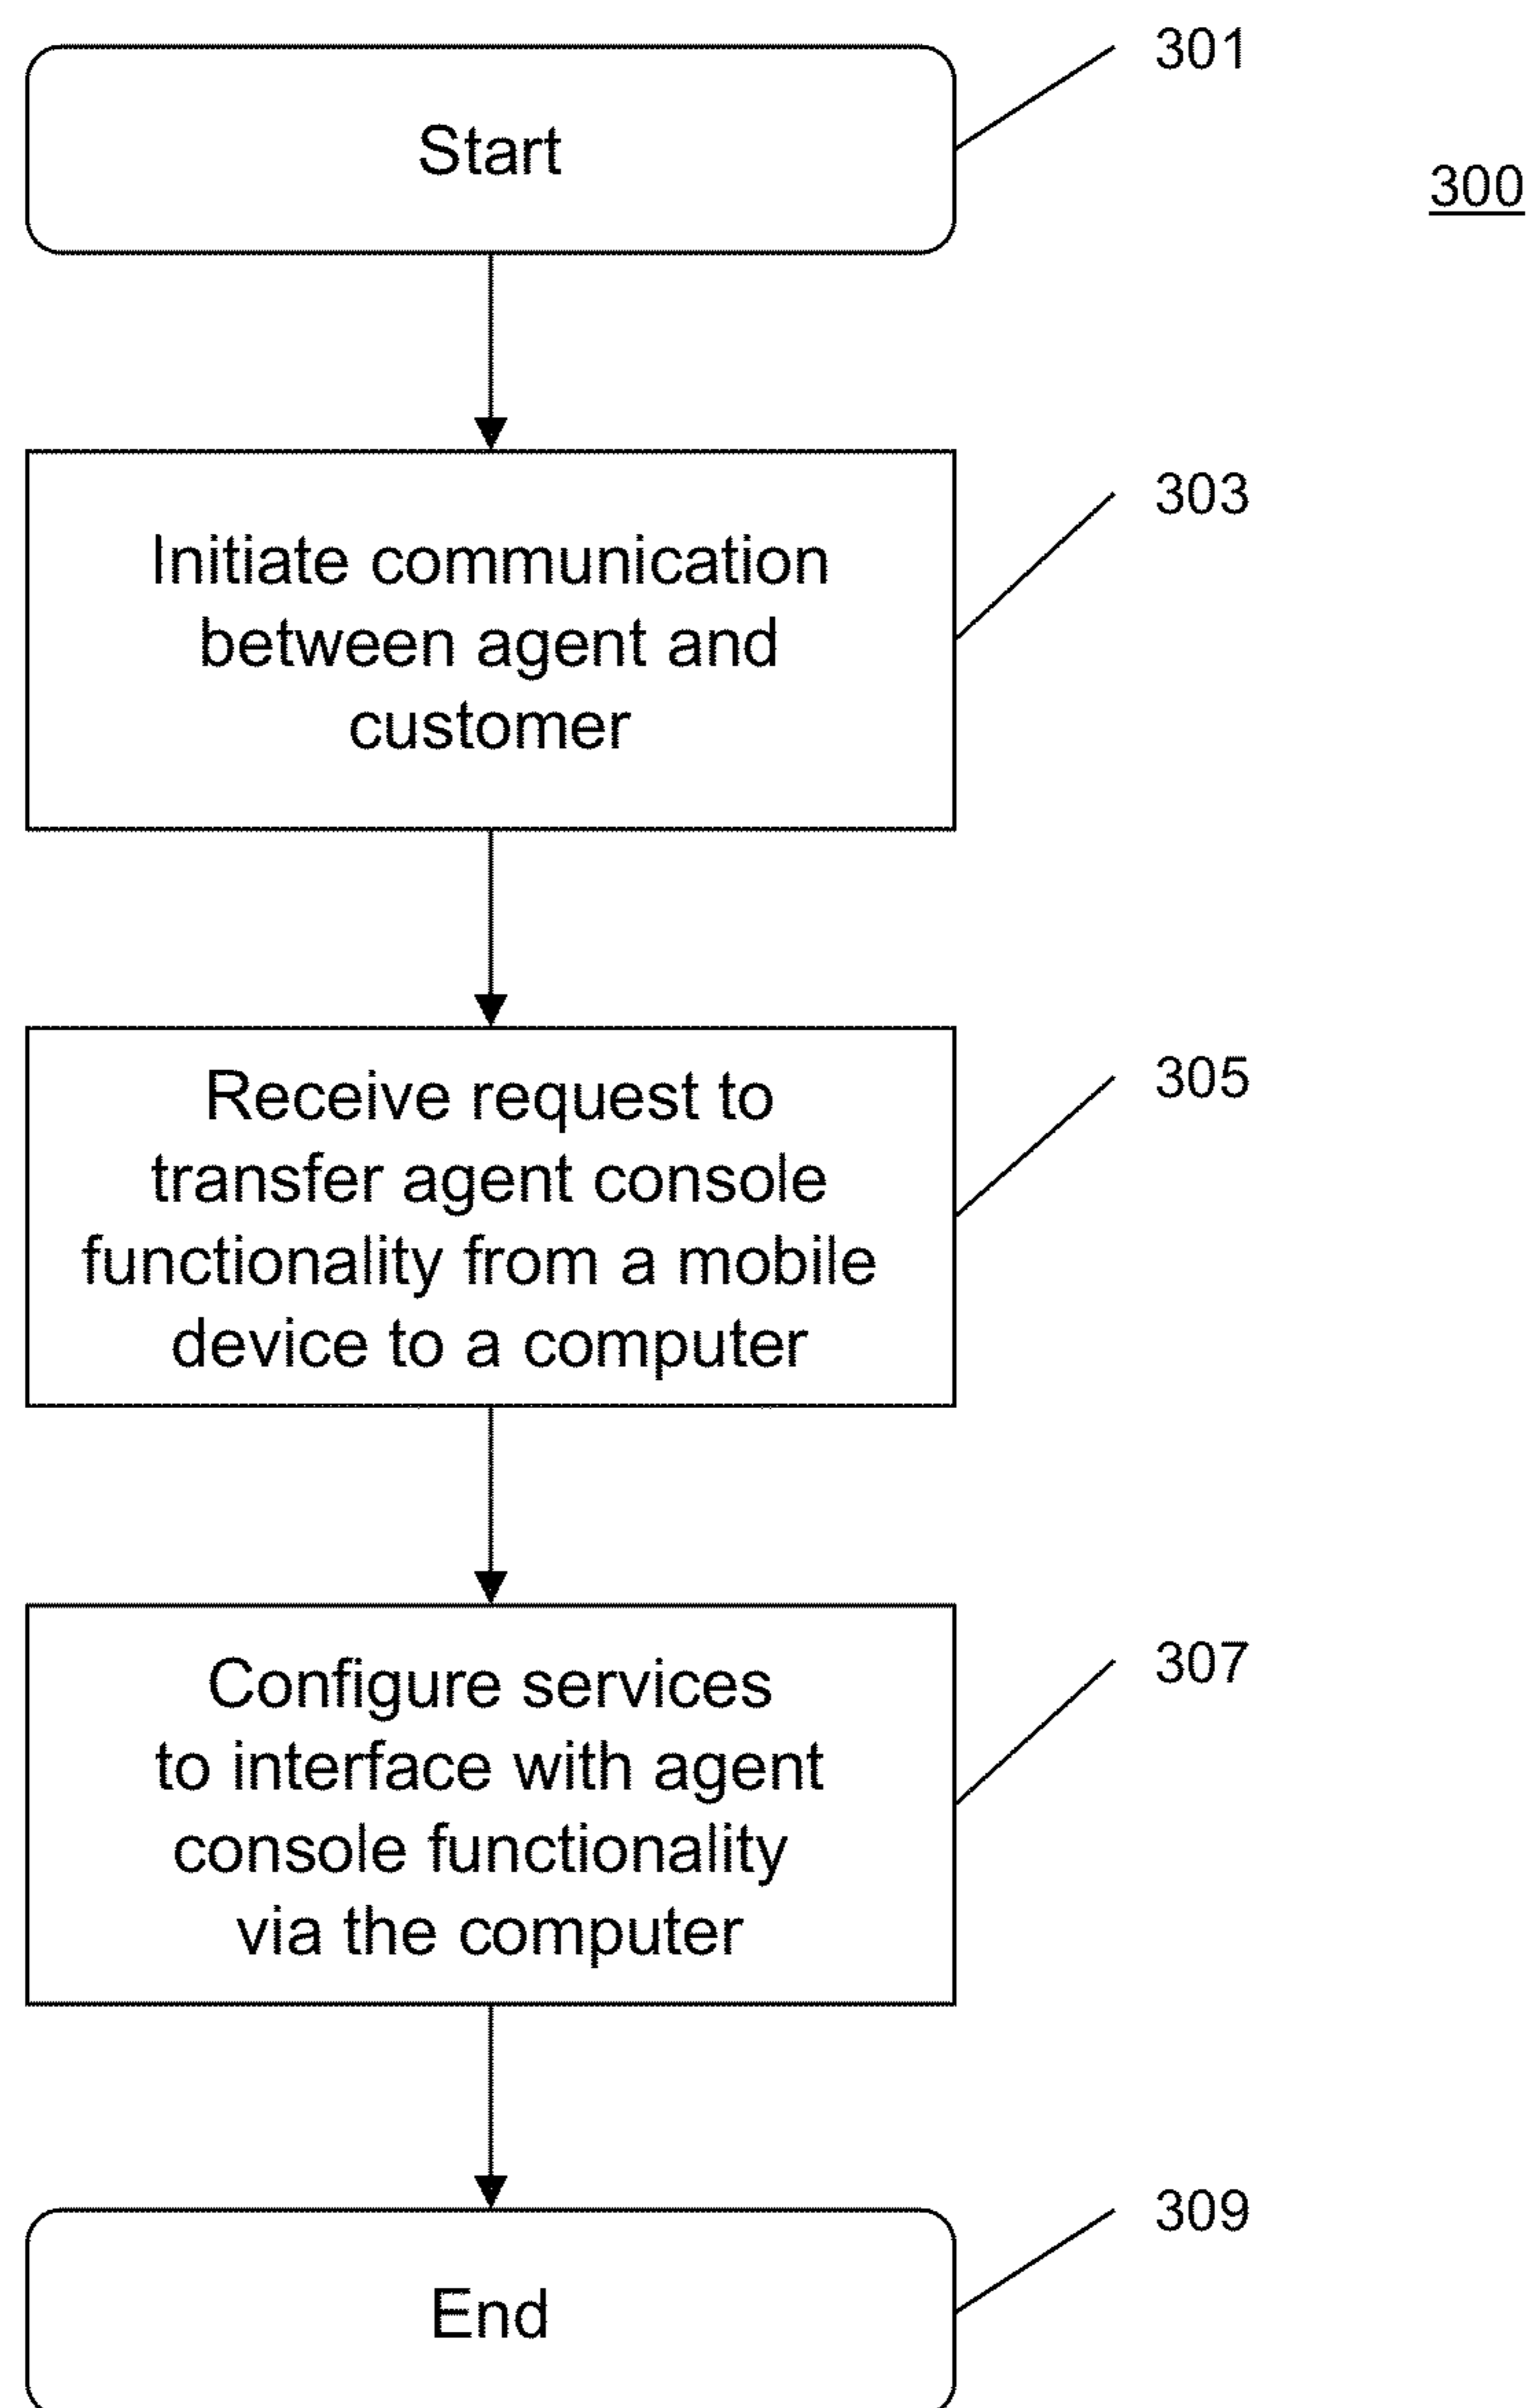 301
Start
300
303
Initiate communication
between agent and
customer
305
Receive request to
transfer agent console
functionality from a mobile
device to a computer
307
Configure services
to interface with agent
console functionality
via the computer
309
End